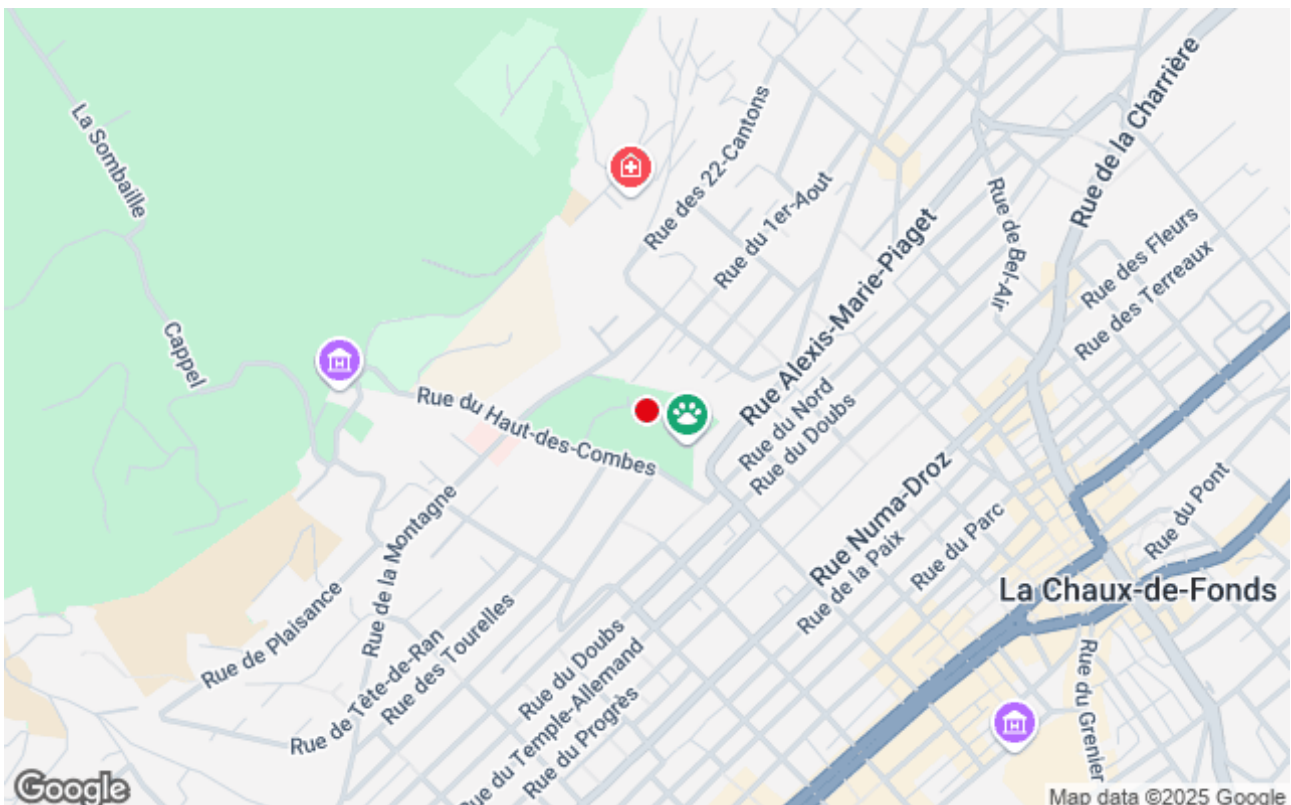 La Sombaille
Cappel
Rue des 22-Cantons
Rue du 1er-Aout
Rue Alexis-Marie-Piaget
Rue de Bel-Air
Rue de la Charrière
Rue des Fleurs
Rue des Terreaux
Rue du Haut-des-Combes
Rue du Nord
Rue du Doubs
Rue Numa-Droz
Rue de la Paix
Rue du Parc
Rue du Pont
La Chaux-de-Fonds
Rue de la Montagne
Rue de Plaisance
Rue de Tête-de-Ran
Rue des Tourelles
Rue du Doubs
Rue du Temple-Allemand
Rue du Progrès
Rue du Grenier
H
H
Google
Map data ©2025 Google